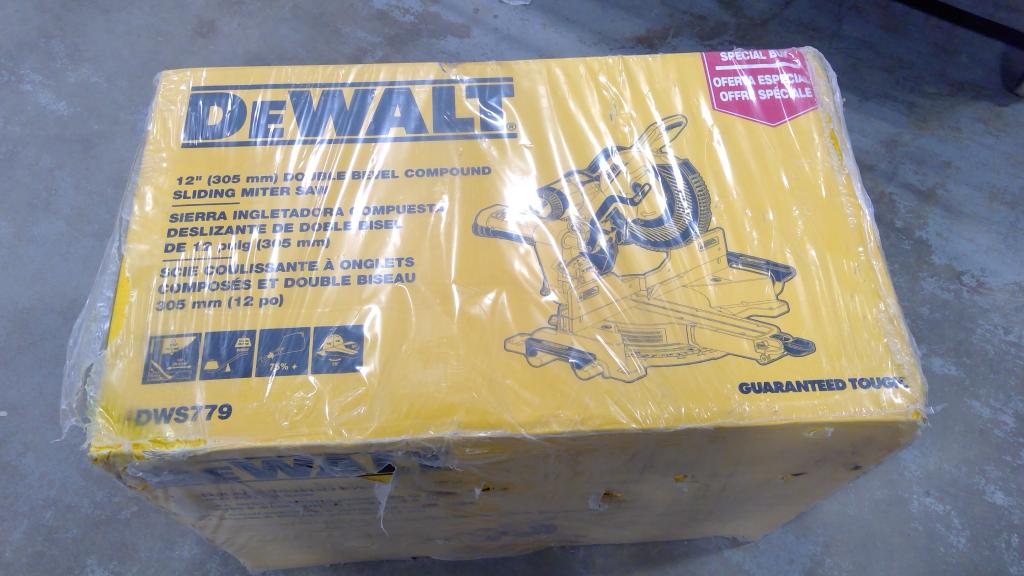 DEWALT
SPECIAL BUY
OFERTA ESPECIAL
OFFRE SPÉCIALE
12" (305 mm) DOUBLE BEVEL COMPOUND
SLIDING MITER SAW
SIERRA INGLETADORA COMPUESTA
DESLIZANTE DE DOBLE BISEL
DE 12 pulg (305 mm)
SCIE COULISSANTE À ONGLETS
COMPOSÉS ET DOUBLE BISEAU
305 mm (12 po)
75% +
GUARANTEED TOUGH.
DWS779
DEWALT